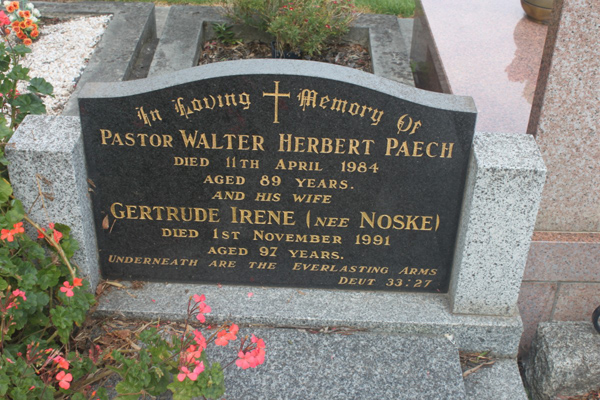 In Loving Memory Of
PASTOR WALTER HERBERT PAECH
DIED 11TH APRIL 1984
AGED 89 YEARS.
AND HIS WIFE
GERTRUDE IRENE (NEE NOSKE)
DIED 1ST NOVEMBER 1991
AGED 97 YEARS.
UNDERNEATH ARE THE EVERLASTING ARMS
DEUT 33:27